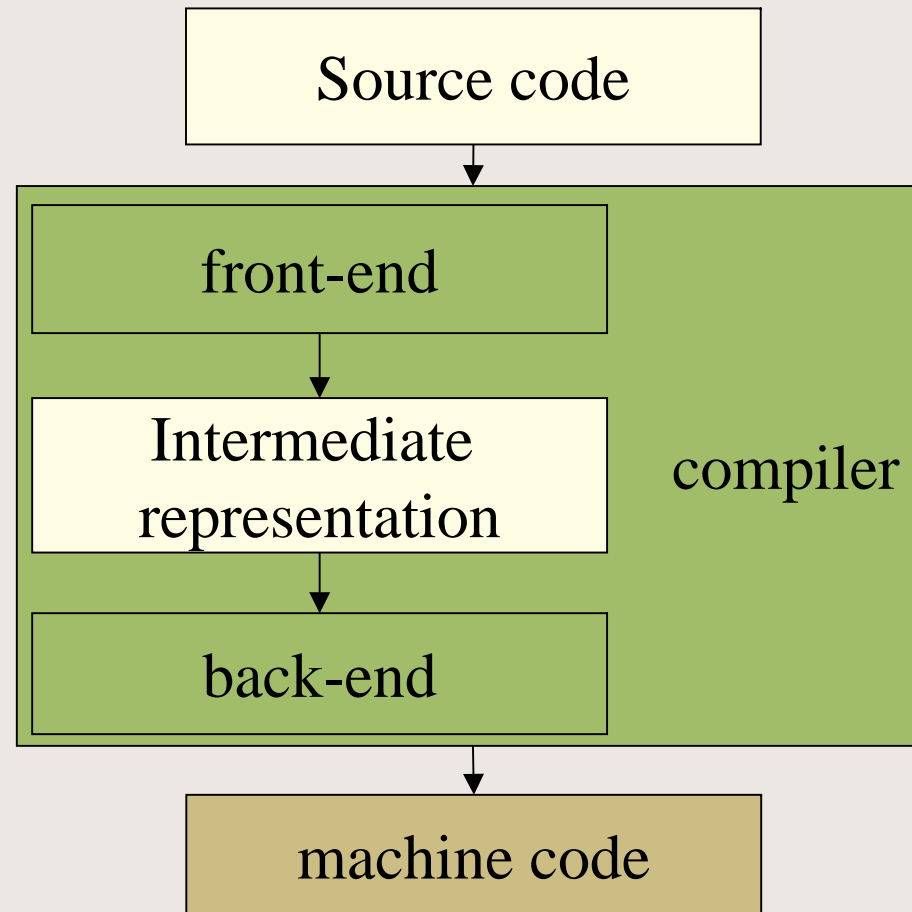 Source code
front-end
Intermediate
representation
compiler
back-end
machine code